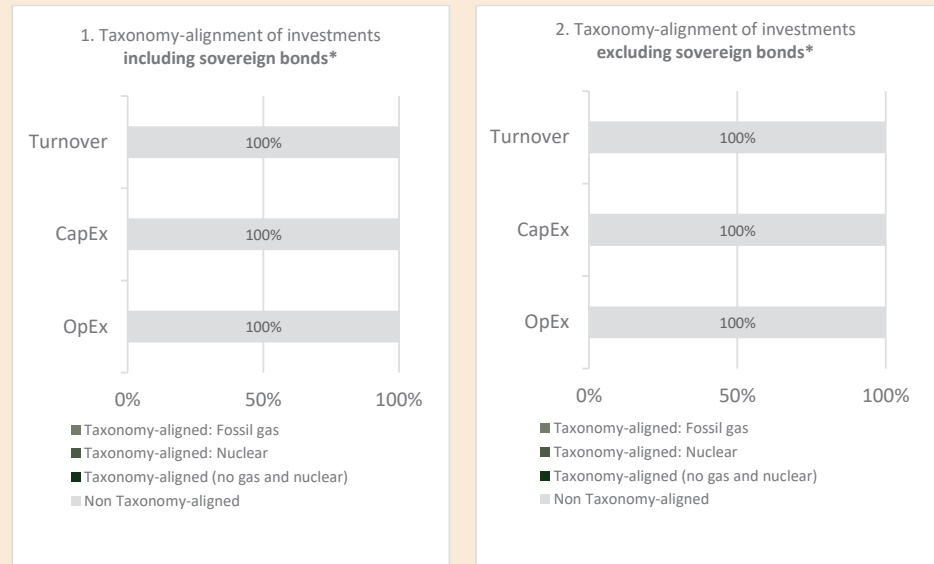 1. Taxonomy-alignment of investments
including sovereign bonds*
Turnover
100%
CapEx
100%
OpEx
100%
0%
50%
100%
Taxonomy-aligned: Fossil gas
Taxonomy-aligned: Nuclear
Taxonomy-aligned (no gas and nuclear)
Non Taxonomy-aligned
2. Taxonomy-alignment of investments
excluding sovereign bonds*
Turnover
100%
CapEx
100%
OpEx
100%
0%
50%
100%
Taxonomy-aligned: Fossil gas
Taxonomy-aligned: Nuclear
Taxonomy-aligned (no gas and nuclear)
Non Taxonomy-aligned